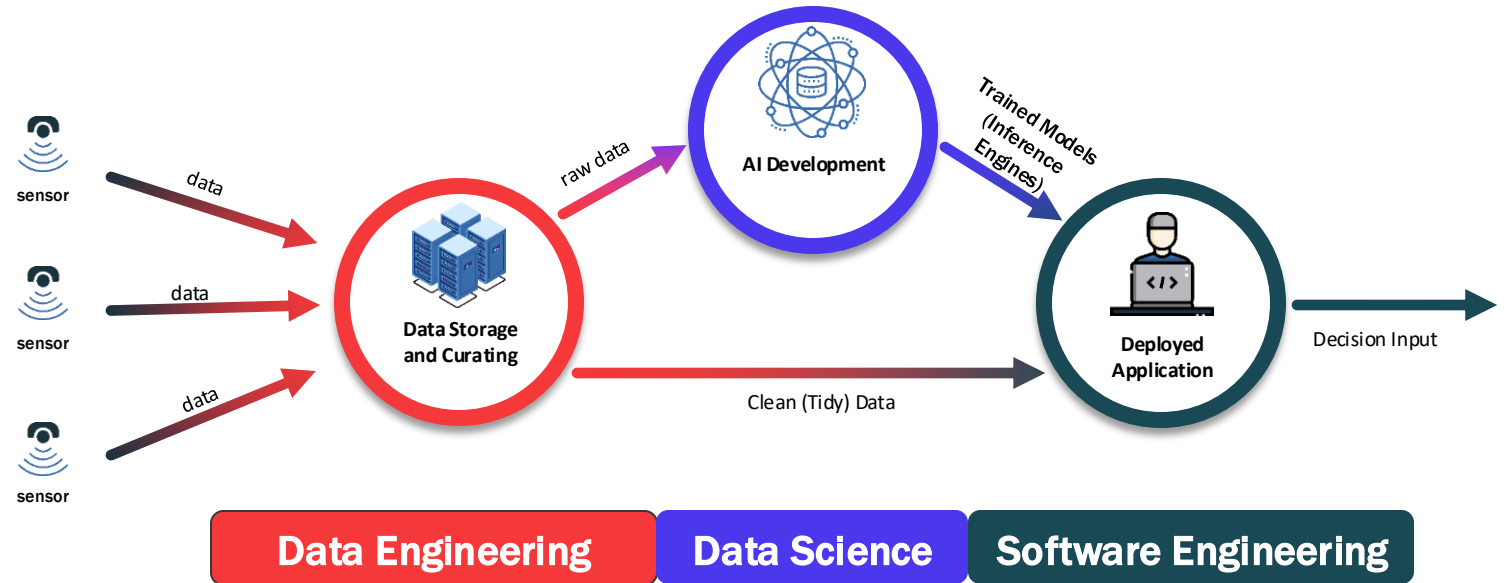 sensor
data
sensor
data
sensor
data
Data Storage
and Curating
raw data
AI Development
Trained Models
(Inference
Engines)
Clean (Tidy) Data
</>
Deployed
Application
Decision Input
Data Engineering
Data Science
Software Engineering